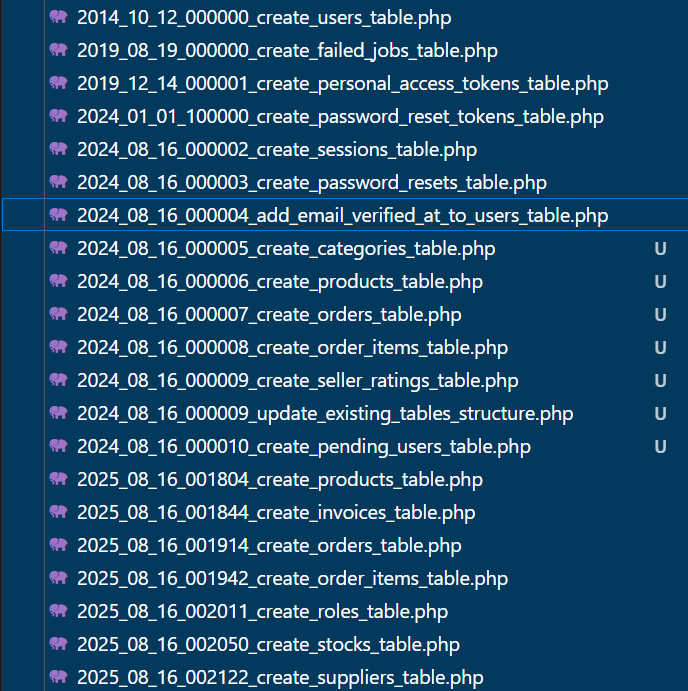 2014_10_12_000000_create_users_table.php
2019_08_19_000000_create_failed_jobs_table.php
2019_12_14_000001_create_personal_access_tokens_table.php
2024_01_01_100000_create_password_reset_tokens_table.php
2024_08_16_000002_create_sessions_table.php
2024_08_16_000003_create_password_resets_table.php
2024_08_16_000004_add_email_verified_at_to_users_table.php
2024_08_16_000005_create_categories_table.php U
2024_08_16_000006_create_products_table.php U
2024_08_16_000007_create_orders_table.php U
2024_08_16_000008_create_order_items_table.php U
2024_08_16_000009_create_seller_ratings_table.php U
2024_08_16_000009_update_existing_tables_structure.php U
2024_08_16_000010_create_pending_users_table.php U
2025_08_16_001804_create_products_table.php
2025_08_16_001844_create_invoices_table.php
2025_08_16_001914_create_orders_table.php
2025_08_16_001942_create_order_items_table.php
2025_08_16_002011_create_roles_table.php
2025_08_16_002050_create_stocks_table.php
2025_08_16_002122_create_suppliers_table.php